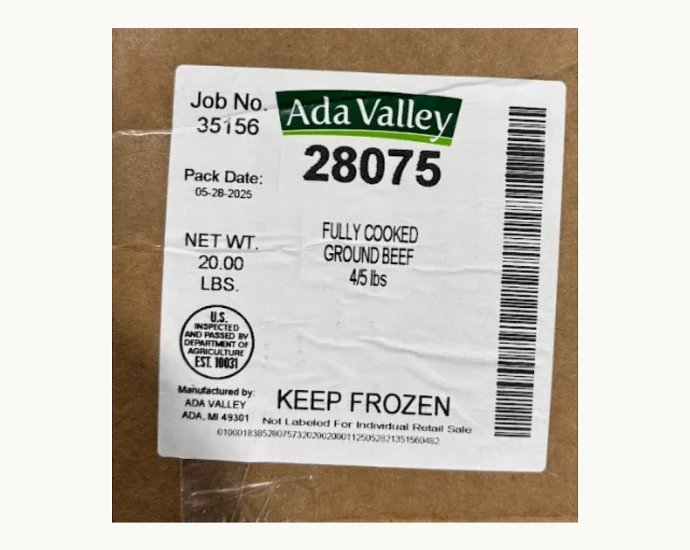 Job No.
35156
Ada Valley
28075
Pack Date:
05-28-2025
NET WT.
20.00
LBS.
FULLY COOKED
GROUND BEEF
4/5 lbs
U.S.
INSPECTED
AND PASSED BY
DEPARTMENT OF
AGRICULTURE
EST. 10031
Manufactured by:
ADA VALLEY
ADA, MI 49301
KEEP FROZEN
Not Labeled For Individual Retail Sale